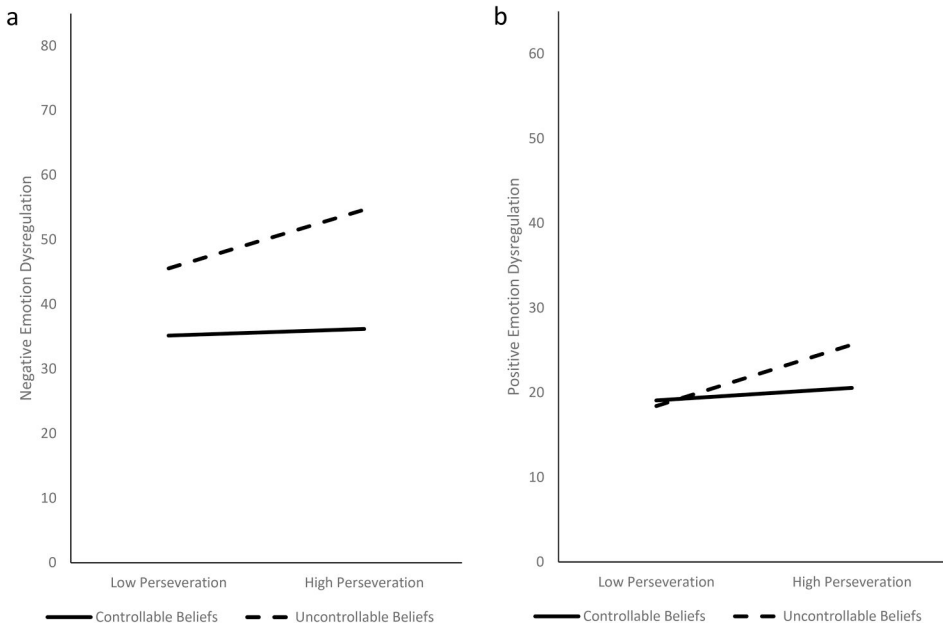 a
80
70
60
50
40
30
20
10
0
Negative Emotion Dysregulation
Low Perseveration High Perseveration
Controllable Beliefs Uncontrollable Beliefs
b
60
50
40
30
20
10
0
Positive Emotion Dysregulation
Low Perseveration High Perseveration
Controllable Beliefs Uncontrollable Beliefs